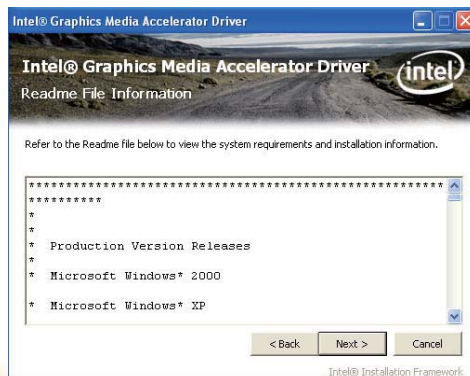 Intel® Graphics Media Accelerator Driver
Intel® Graphics Media Accelerator Driver
intel
Readme File Information
Refer to the Readme file below to view the system requirements and installation information.
********************************************************
**********
*
*
*  Production Version Releases
*
*  Microsoft Windows* 2000
*
*  Microsoft Windows* XP
< Back
Next >
Cancel
Intel® Installation Framework